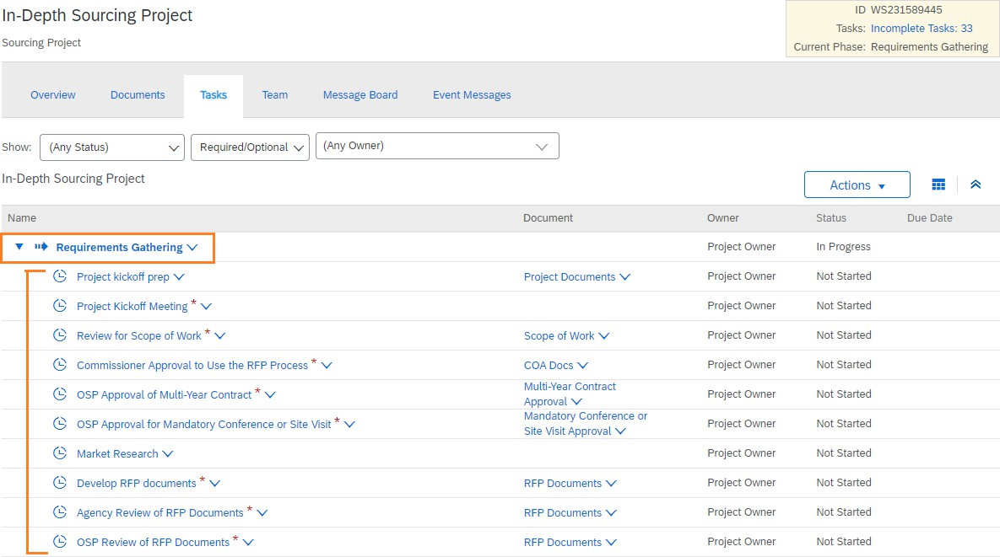 In-Depth Sourcing Project
Sourcing Project
ID WS231589445
Tasks: Incomplete Tasks: 33
Current Phase: Requirements Gathering
Overview Documents Tasks Team Message Board Event Messages
Show: (Any Status) Required/Optional (Any Owner)
In-Depth Sourcing Project
Actions
Name Document Owner Status Due Date
Requirements Gathering Project Owner In Progress
Project kickoff prep Project Documents Project Owner Not Started
Project Kickoff Meeting * Project Owner Not Started
Review for Scope of Work * Scope of Work Project Owner Not Started
Commissioner Approval to Use the RFP Process * COA Docs Project Owner Not Started
OSP Approval of Multi-Year Contract * Multi-Year Contract Approval Project Owner Not Started
OSP Approval for Mandatory Conference or Site Visit * Mandatory Conference or Site Visit Approval Project Owner Not Started
Market Research Project Owner Not Started
Develop RFP documents * RFP Documents Project Owner Not Started
Agency Review of RFP Documents * RFP Documents Project Owner Not Started
OSP Review of RFP Documents * RFP Documents Project Owner Not Started